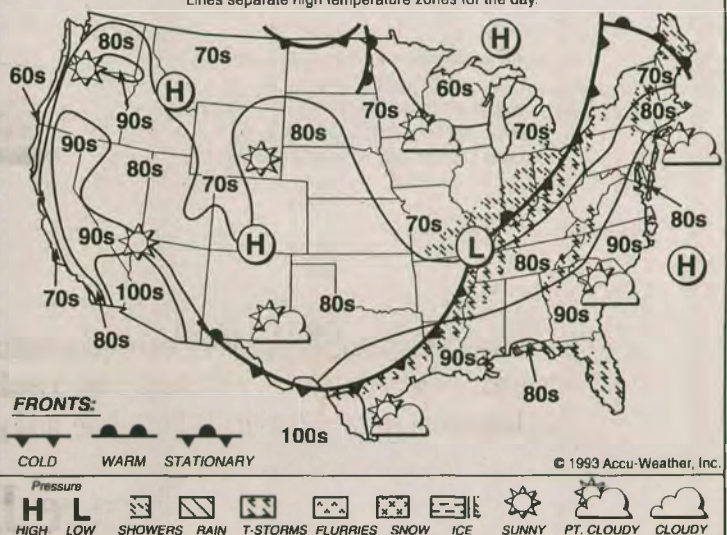 Lines separate high temperature zones for the day.
80s
70s
H
60s
H
60s
70s
90s
80s
70s
70s
80s
90s
80s
70s
80s
90s
70s
H
L
80s
90s
H
100s
70s
80s
80s
90s
90s
80s
100s
FRONTS:
COLD WARM STATIONARY
© 1993 Accu-Weather, Inc.
Pressure
H L
HIGH LOW SHOWERS RAIN T-STORMS FLURRIES SNOW ICE SUNNY PT. CLOUDY CLOUDY